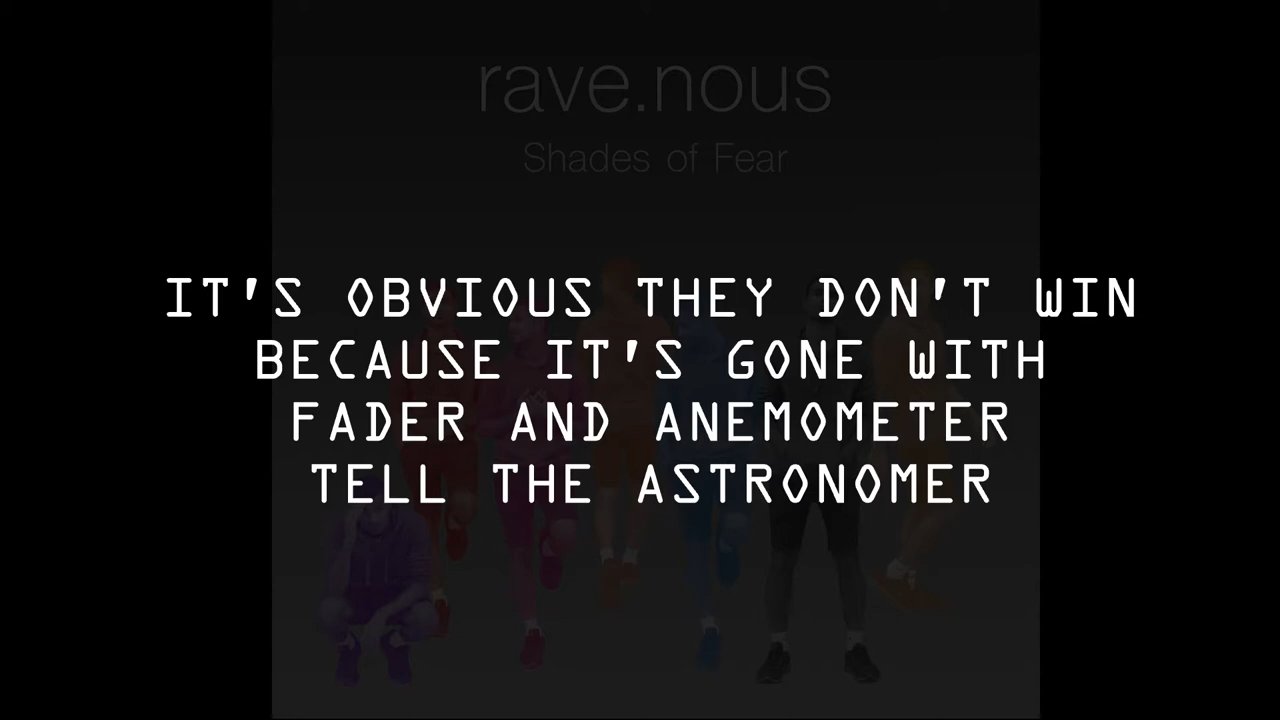 rave.nous
Shades of Fear
IT'S OBVIOUS THEY DON'T WIN
BECAUSE IT'S GONE WITH
FADER AND ANEMOMETER
TELL THE ASTRONOMER